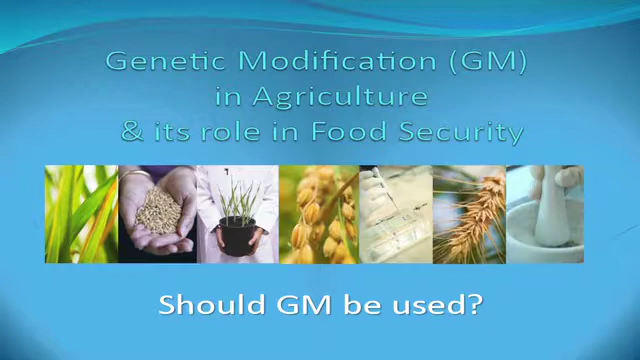 Genetic Modification (GM)
in Agriculture
& its role in Food Security
Should GM be used?